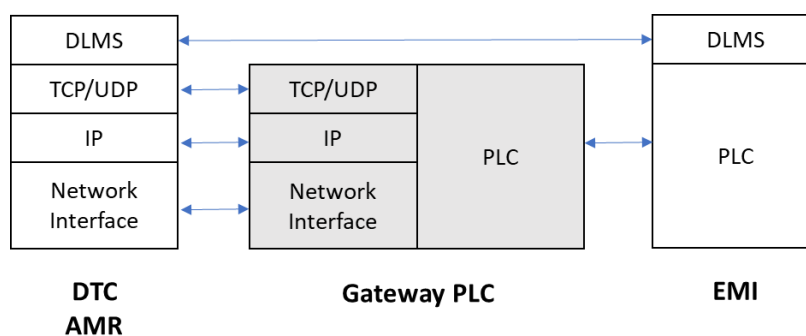 DLMS
DLMS
TCP/UDP
TCP/UDP
IP
IP
PLC
PLC
Network
Interface
Network
Interface
DTC
AMR
Gateway PLC
EMI